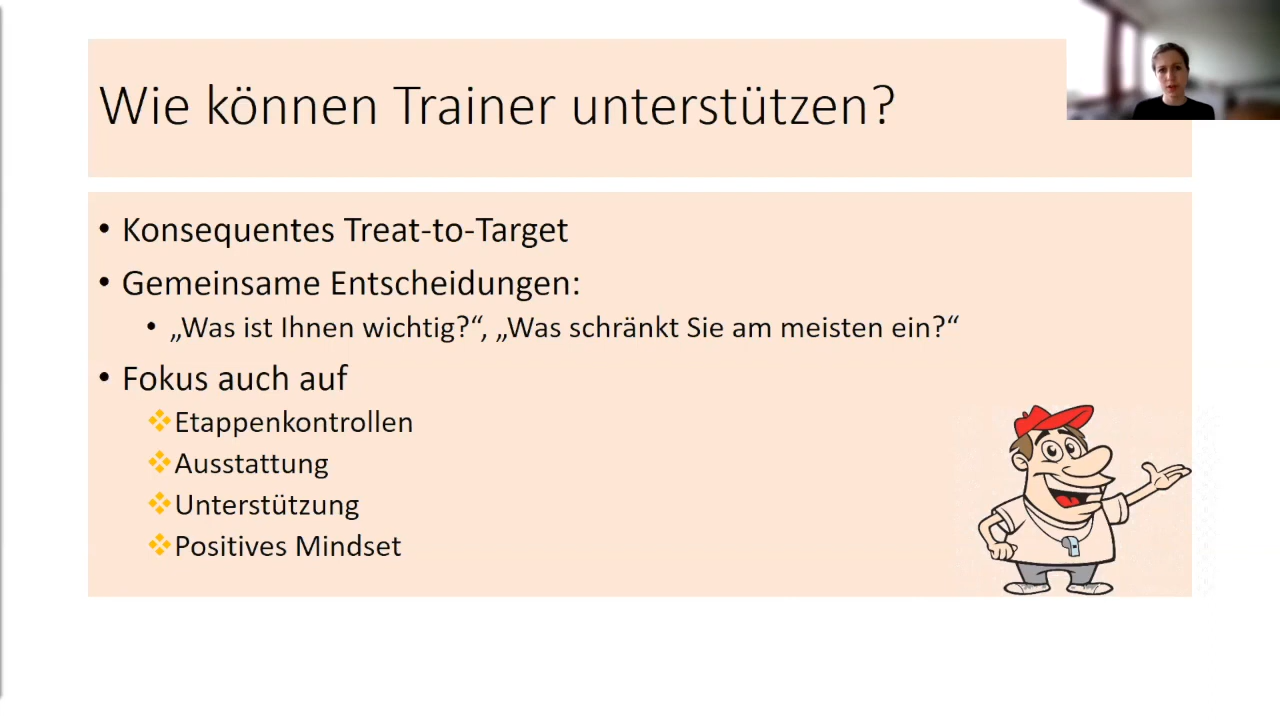 Wie können Trainer unterstützen?
• Konsequentes Treat-to-Target
• Gemeinsame Entscheidungen:
• „Was ist Ihnen wichtig?“, „Was schränkt Sie am meisten ein?“
• Fokus auch auf
❖Etappenkontrollen
❖Ausstattung
❖Unterstützung
❖Positives Mindset